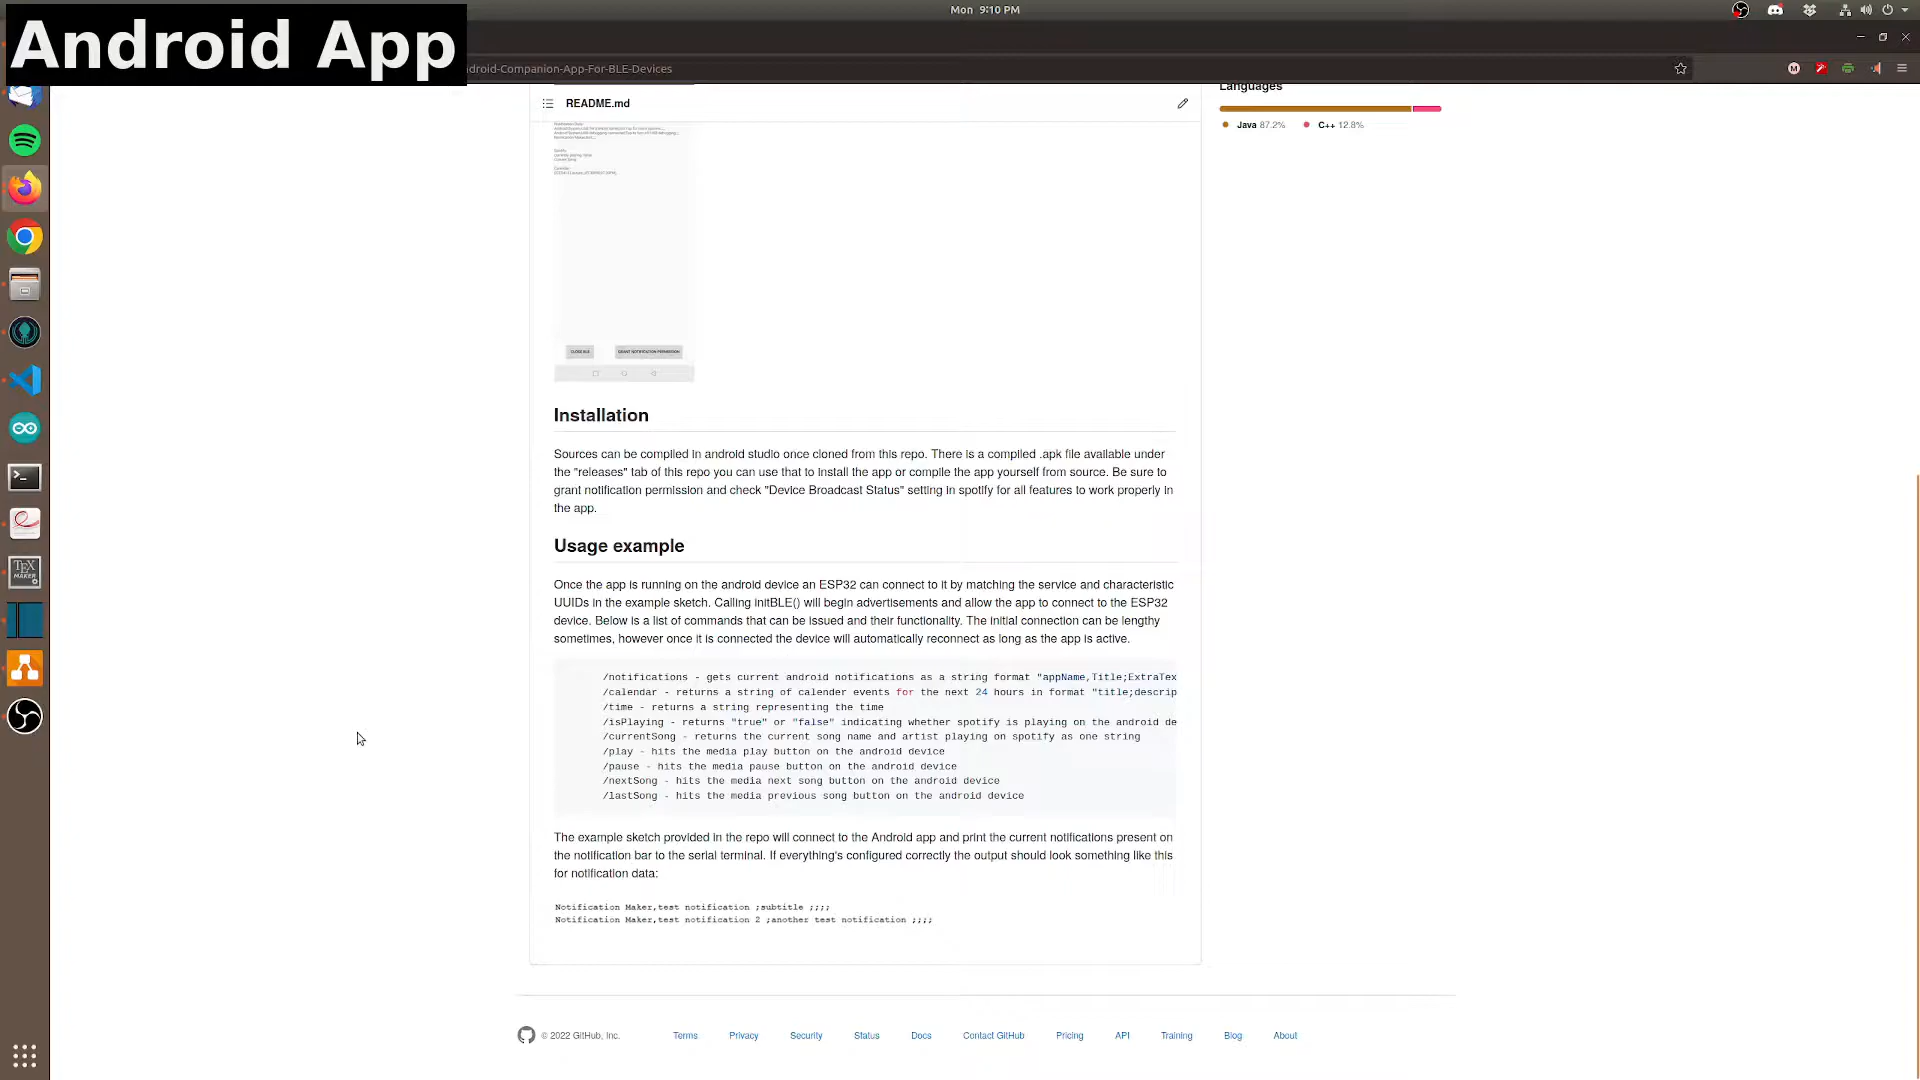 Mon 9:10 PM
Android App
droid-Companion-App-For-BLE-Devices
Languages
README.md
Java 87.2% C++ 12.8%
CLOSE BLE
GRANT NOTIFICATION PERMISSION
Installation
Sources can be compiled in android studio once cloned from this repo. There is a compiled .apk file available under
the "releases" tab of this repo you can use that to install the app or compile the app yourself from source. Be sure to
grant notification permission and check "Device Broadcast Status" setting in spotify for all features to work properly in
the app.
Usage example
Once the app is running on the android device an ESP32 can connect to it by matching the service and characteristic
UUIDs in the example sketch. Calling initBLE() will begin advertisements and allow the app to connect to the ESP32
device. Below is a list of commands that can be issued and their functionality. The initial connection can be lengthy
sometimes, however once it is connected the device will automatically reconnect as long as the app is active.
/notifications - gets current android notifications as a string format "appName,Title;ExtraTex
/calendar - returns a string of calender events for the next 24 hours in format "title;descrip
/time - returns a string representing the time
/isPlaying - returns "true" or "false" indicating whether spotify is playing on the android de
/currentSong - returns the current song name and artist playing on spotify as one string
/play - hits the media play button on the android device
/pause - hits the media pause button on the android device
/nextSong - hits the media next song button on the android device
/lastSong - hits the media previous song button on the android device
The example sketch provided in the repo will connect to the Android app and print the current notifications present on
the notification bar to the serial terminal. If everything's configured correctly the output should look something like this
for notification data:
Notification Maker,test notification ;subtitle ;;;;
Notification Maker,test notification 2 ;another test notification ;;;;
© 2022 GitHub, Inc. Terms Privacy Security Status Docs Contact GitHub Pricing API Training Blog About
TEX
MAKER